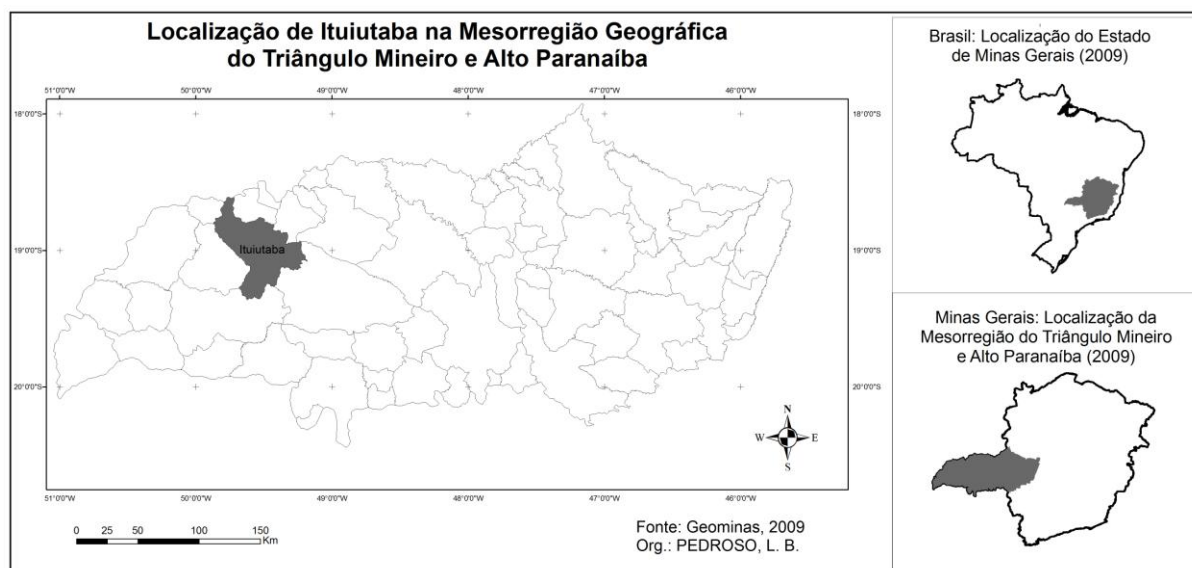 Localização de Ituiutaba na Mesorregião Geográfica
do Triângulo Mineiro e Alto Paranaíba
51°0'0"W 50°0'0"W 49°0'0"W 48°0'0"W 47°0'0"W 46°0'0"W
18°0'0"S 18°0'0"S
Ituiutaba
19°0'0"S 19°0'0"S
20°0'0"S 20°0'0"S
N
W E
S
51°0'0"W 50°0'0"W 49°0'0"W 48°0'0"W 47°0'0"W 46°0'0"W
0 25 50 100 150
Km
Fonte: Geominas, 2009
Org.: PEDROSO, L. B.
Brasil: Localização do Estado
de Minas Gerais (2009)
Minas Gerais: Localização da
Mesorregião do Triângulo Mineiro
e Alto Paranaíba (2009)